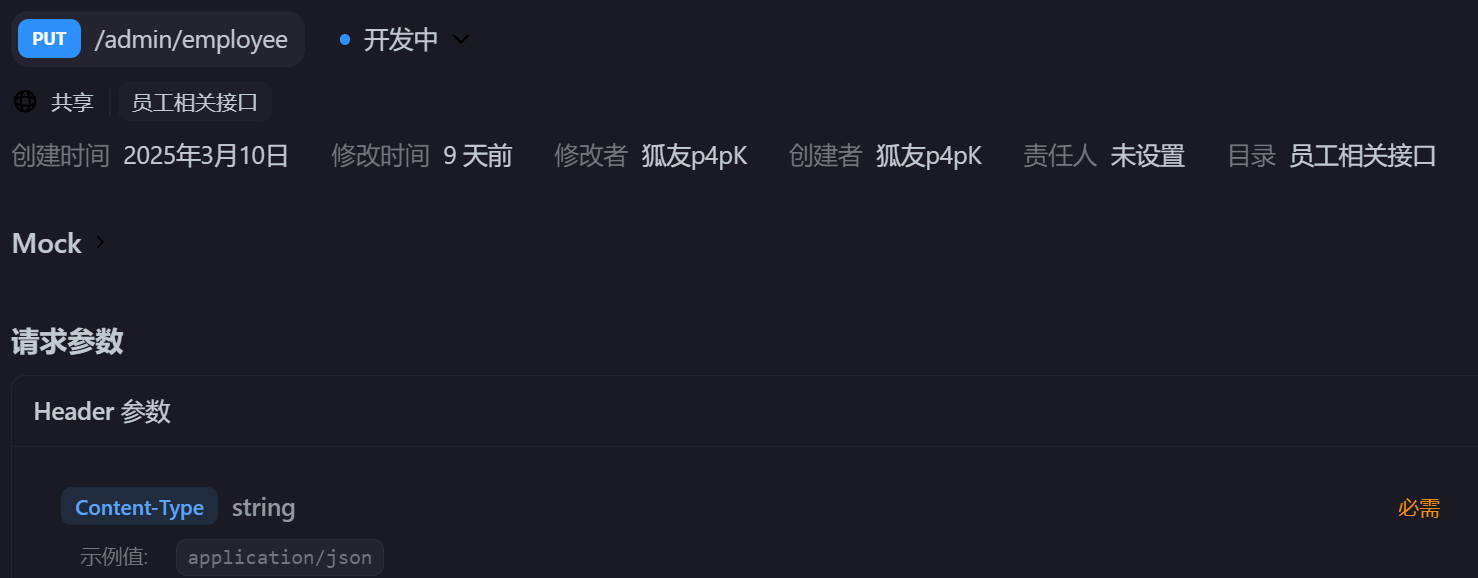 PUT /admin/employee 开发中
共享 员工相关接口
创建时间 2025年3月10日 修改时间 9 天前 修改者 狐友p4pK 创建者 狐友p4pK 责任人 未设置 目录 员工相关接口
Mock
请求参数
Header 参数
Content-Type string 必需
示例值: application/json